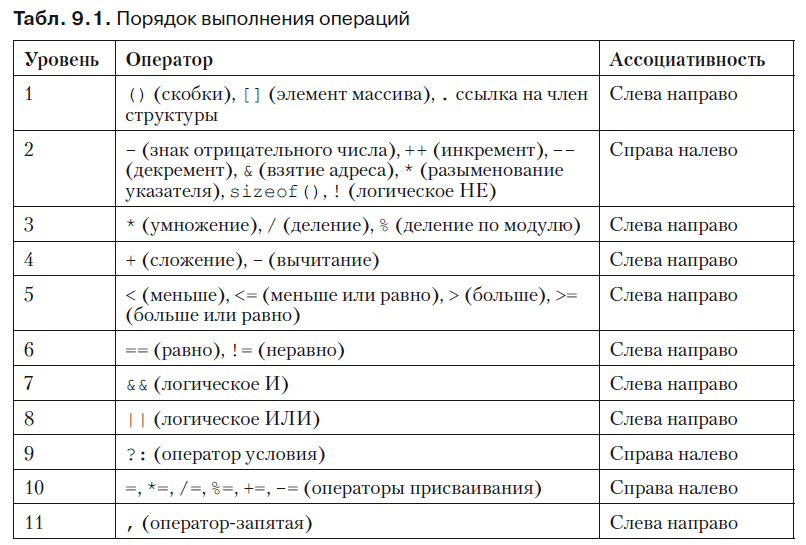 Табл. 9.1. Порядок выполнения операций
Уровень Оператор Ассоциативность
1 () (скобки), [] (элемент массива), . ссылка на член Слева направо
структуры
2 – (знак отрицательного числа), ++ (инкремент), –– Справа налево
(декремент), & (взятие адреса), * (разыменование
указателя), sizeof(), ! (логическое НЕ)
3 * (умножение), / (деление), % (деление по модулю) Слева направо
4 + (сложение), – (вычитание) Слева направо
5 < (меньше), <= (меньше или равно), > (больше), >= Слева направо
(больше или равно)
6 == (равно), != (неравно) Слева направо
7 && (логическое И) Слева направо
8 || (логическое ИЛИ) Слева направо
9 ?: (оператор условия) Справа налево
10 =, *=, /=, %=, +=, –= (операторы присваивания) Справа налево
11 , (оператор-запятая) Слева направо